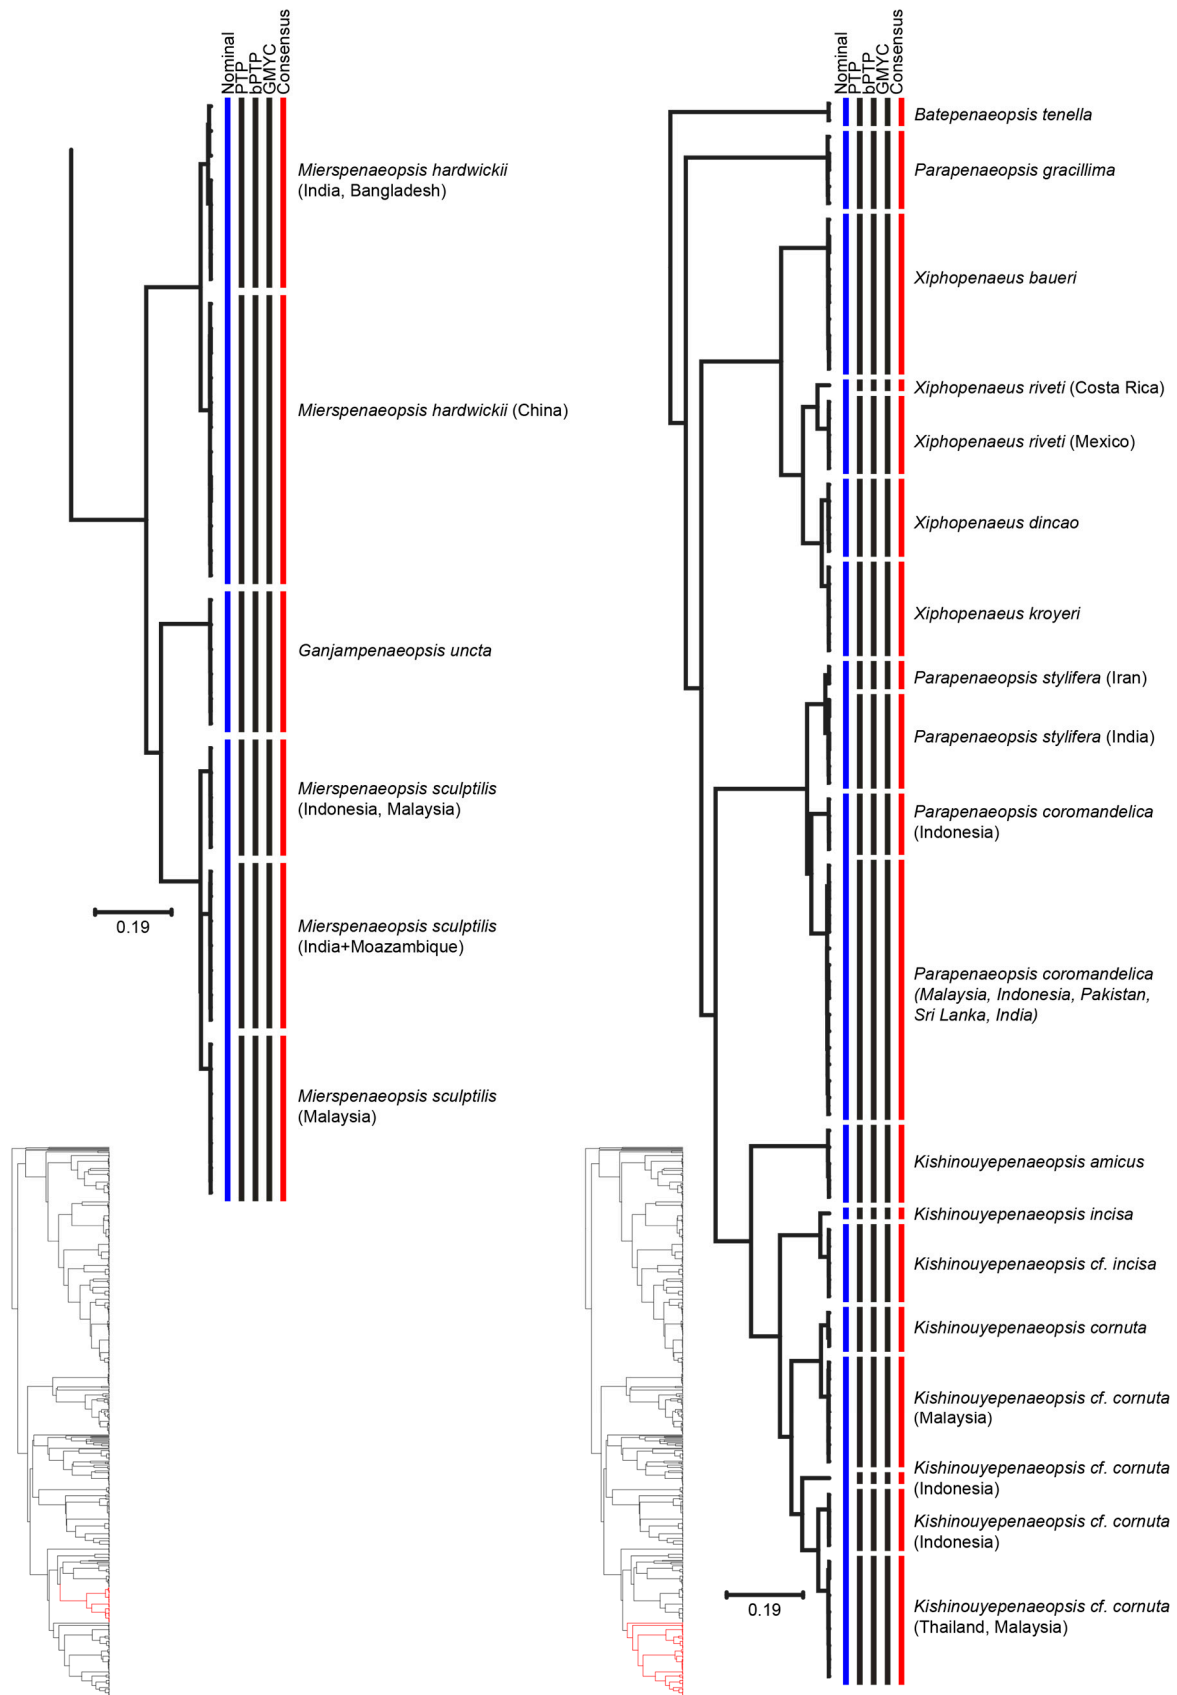 Nominal
PTP
bPTP
GMYC
Consensus
Mierspenaeopsis hardwickii
(India, Bangladesh)
Mierspenaeopsis hardwickii (China)
Ganjampenaeopsis uncta
Mierspenaeopsis sculptilis
(Indonesia, Malaysia)
Mierspenaeopsis sculptilis
(India+Moazambique)
Mierspenaeopsis sculptilis
(Malaysia)
0.19
Nominal
PTP
bPTP
GMYC
Consensus
Batepenaeopsis tenella
Parapenaeopsis gracillima
Xiphopenaeus baueri
Xiphopenaeus riveti (Costa Rica)
Xiphopenaeus riveti (Mexico)
Xiphopenaeus dincao
Xiphopenaeus kroyeri
Parapenaeopsis stylifera (Iran)
Parapenaeopsis stylifera (India)
Parapenaeopsis coromandelica
(Indonesia)
Parapenaeopsis coromandelica
(Malaysia, Indonesia, Pakistan,
Sri Lanka, India)
Kishinouyepenaeopsis amicus
Kishinouyepenaeopsis incisa
Kishinouyepenaeopsis cf. incisa
Kishinouyepenaeopsis cornuta
Kishinouyepenaeopsis cf. cornuta
(Malaysia)
Kishinouyepenaeopsis cf. cornuta
(Indonesia)
Kishinouyepenaeopsis cf. cornuta
(Indonesia)
Kishinouyepenaeopsis cf. cornuta
(Thailand, Malaysia)
0.19